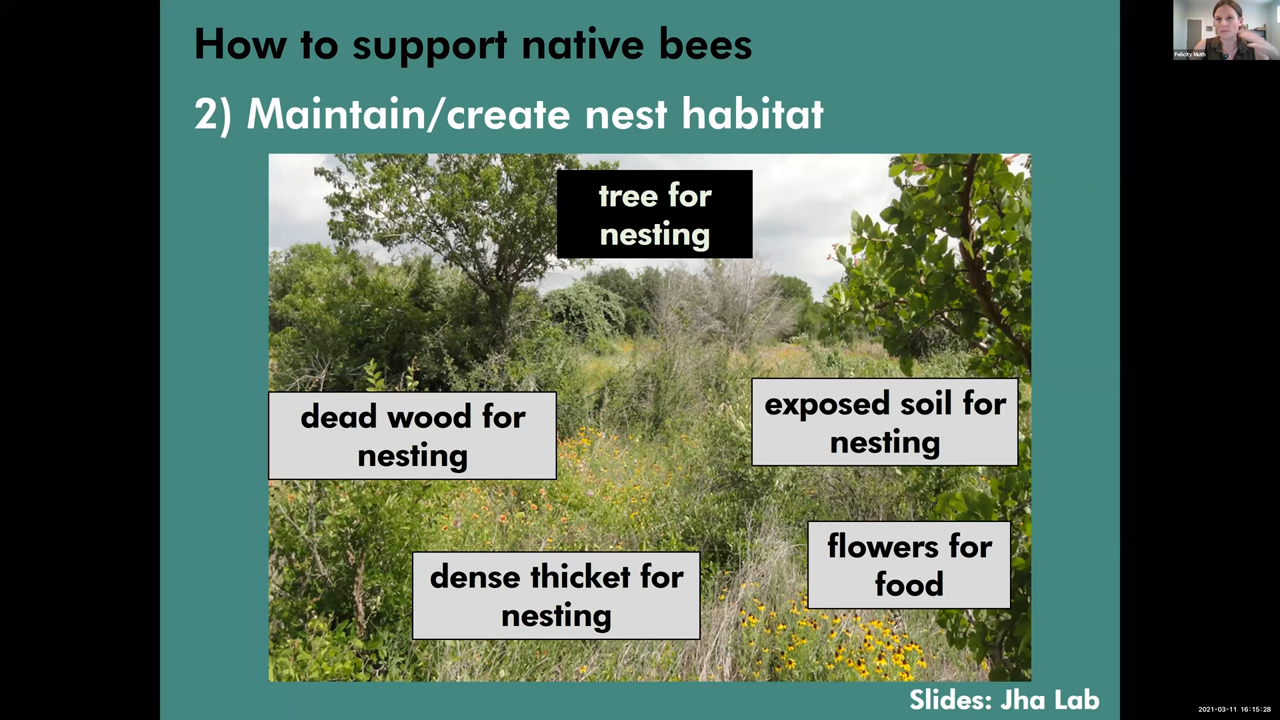 How to support native bees
Felicity Muth
2) Maintain/create nest habitat
tree for
nesting
dead wood for
nesting
exposed soil for
nesting
dense thicket for
nesting
flowers for
food
Slides: Jha Lab
2021-03-11 16:15:28